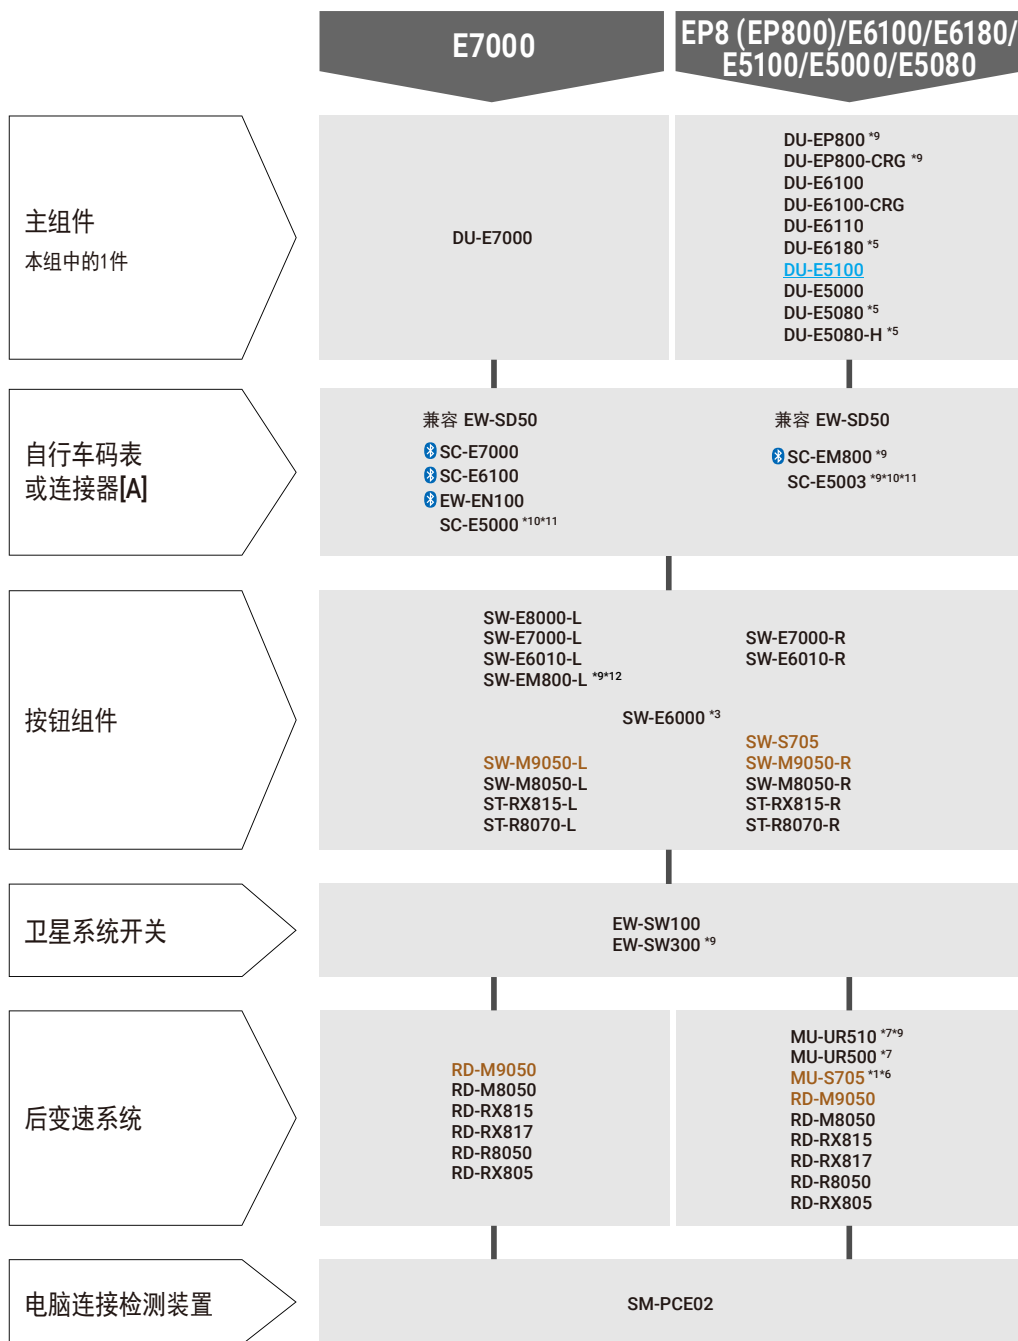 E7000
EP8 (EP800)/E6100/E6180/
E5100/E5000/E5080
主组件
本组中的1件
DU-E7000
DU-EP800 *9
DU-EP800-CRG *9
DU-E6100
DU-E6100-CRG
DU-E6110
DU-E6180 *5
DU-E5100
DU-E5000
DU-E5080 *5
DU-E5080-H *5
自行车码表
或连接器[A]
兼容 EW-SD50
SC-E7000
SC-E6100
EW-EN100
SC-E5000 *10*11
兼容 EW-SD50
SC-EM800 *9
SC-E5003 *9*10*11
按钮组件
SW-E8000-L
SW-E7000-L
SW-E6010-L
SW-EM800-L *9*12
SW-E7000-R
SW-E6010-R
SW-E6000 *3
SW-M9050-L
SW-M8050-L
ST-RX815-L
ST-R8070-L
SW-S705
SW-M9050-R
SW-M8050-R
ST-RX815-R
ST-R8070-R
卫星系统开关
EW-SW100
EW-SW300 *9
后变速系统
RD-M9050
RD-M8050
RD-RX815
RD-RX817
RD-R8050
RD-RX805
MU-UR510 *7*9
MU-UR500 *7
MU-S705 *1*6
RD-M9050
RD-M8050
RD-RX815
RD-RX817
RD-R8050
RD-RX805
电脑连接检测装置
SM-PCE02